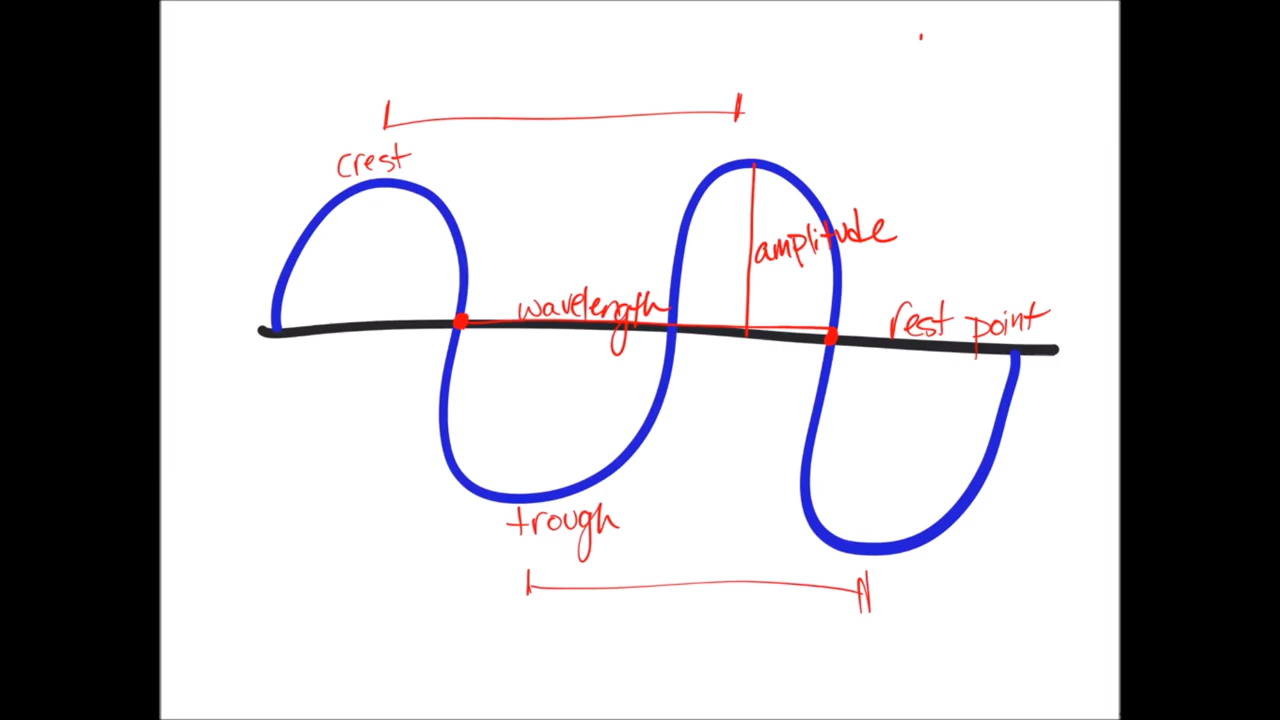 crest
amplitude
wavelength
rest point
trough